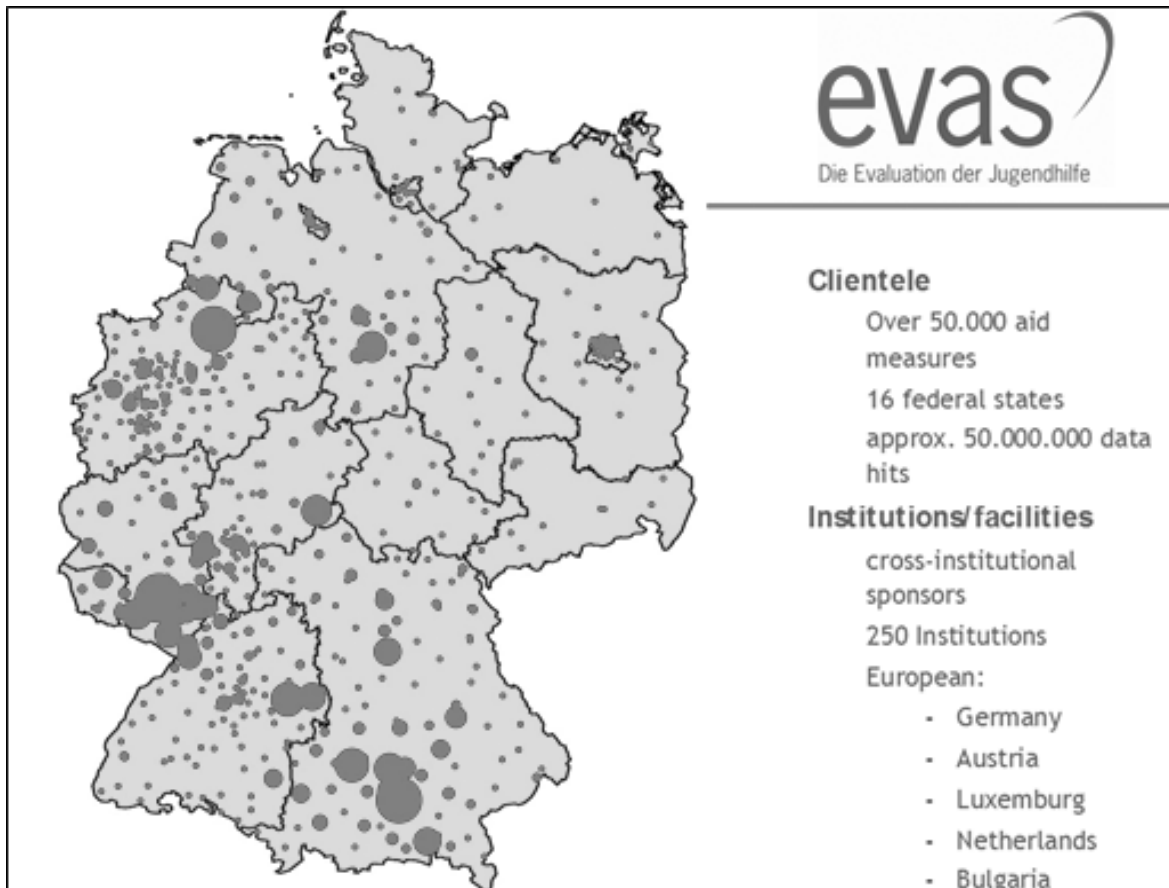 evas
Die Evaluation der Jugendhilfe
Clientele
Over 50.000 aid
measures
16 federal states
approx. 50.000.000 data
hits
Institutions/facilities
cross-institutional
sponsors
250 Institutions
European:
- Germany
- Austria
- Luxemburg
- Netherlands
- Bulgaria